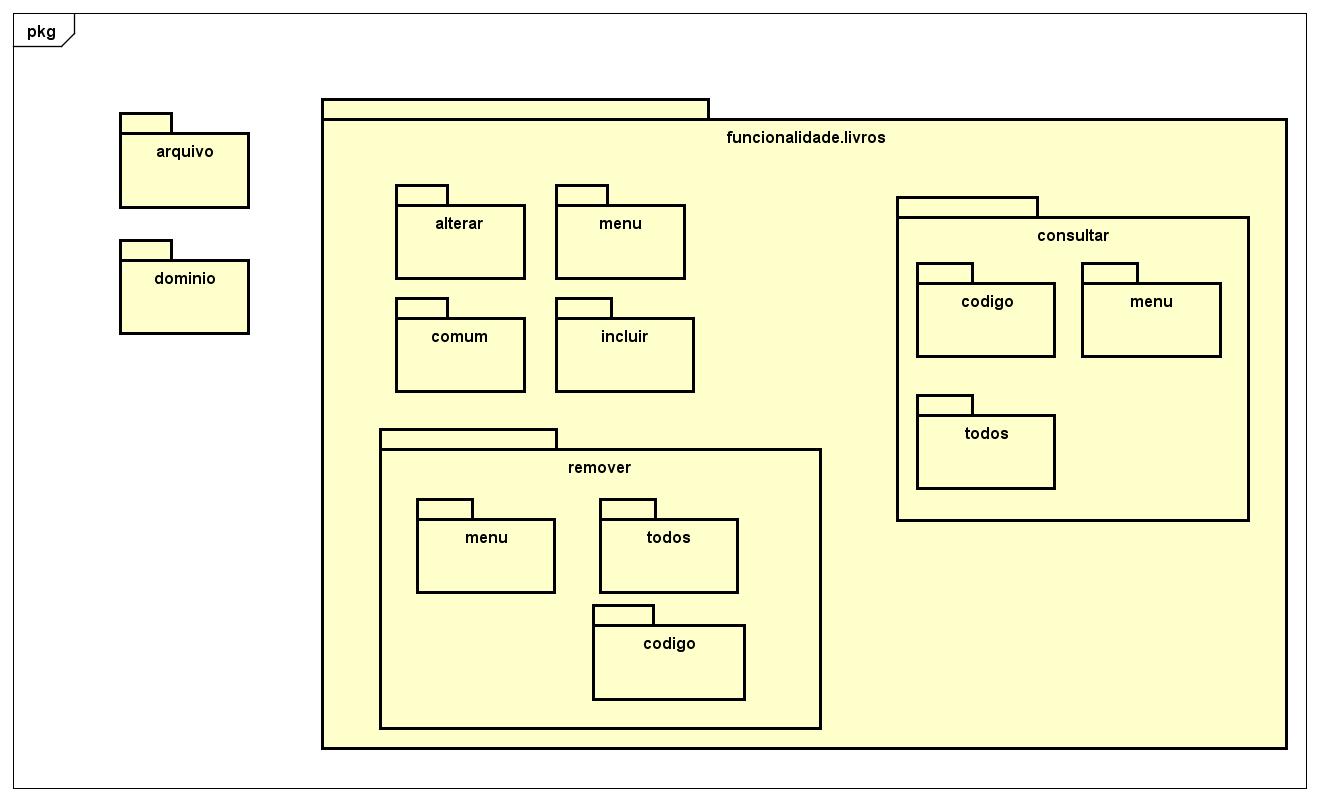 pkg
arquivo
dominio
funcionalidade.livros
alterar
menu
comum
incluir
consultar
codigo
menu
todos
remover
menu
todos
codigo